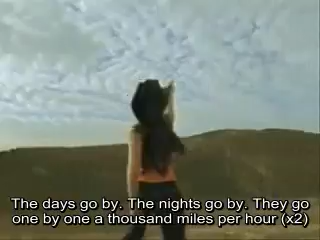 The days go by. The nights go by. They go
one by one a thousand miles per hour (x2)